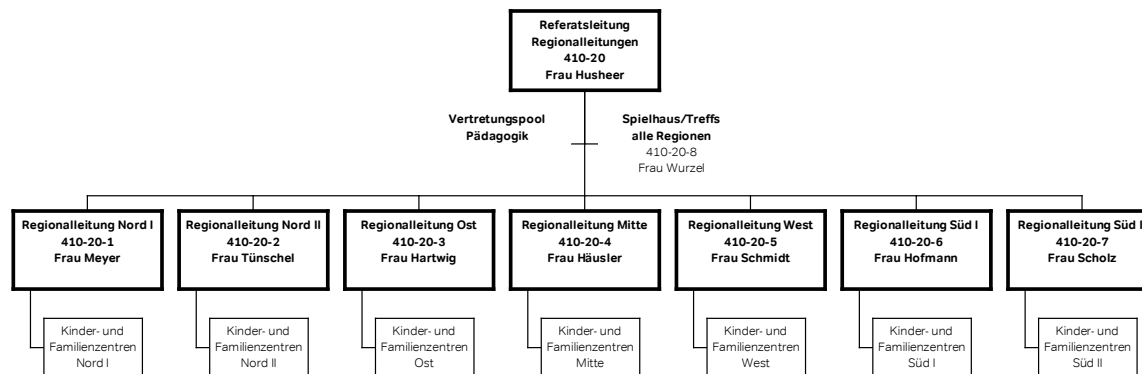 Referatsleitung
Regionalleitungen
410-20
Frau Husheer
Vertretungspool
Pädagogik
Spielhaus/Treffs
alle Regionen
410-20-8
Frau Wurzel
Regionalleitung Nord I
410-20-1
Frau Meyer
Regionalleitung Nord II
410-20-2
Frau Tünschel
Regionalleitung Ost
410-20-3
Frau Hartwig
Regionalleitung Mitte
410-20-4
Frau Häusler
Regionalleitung West
410-20-5
Frau Schmidt
Regionalleitung Süd I
410-20-6
Frau Hofmann
Regionalleitung Süd I
410-20-7
Frau Scholz
Kinder- und
Familienzentren
Nord I
Kinder- und
Familienzentren
Nord II
Kinder- und
Familienzentren
Ost
Kinder- und
Familienzentren
Mitte
Kinder- und
Familienzentren
West
Kinder- und
Familienzentren
Süd I
Kinder- und
Familienzentren
Süd II